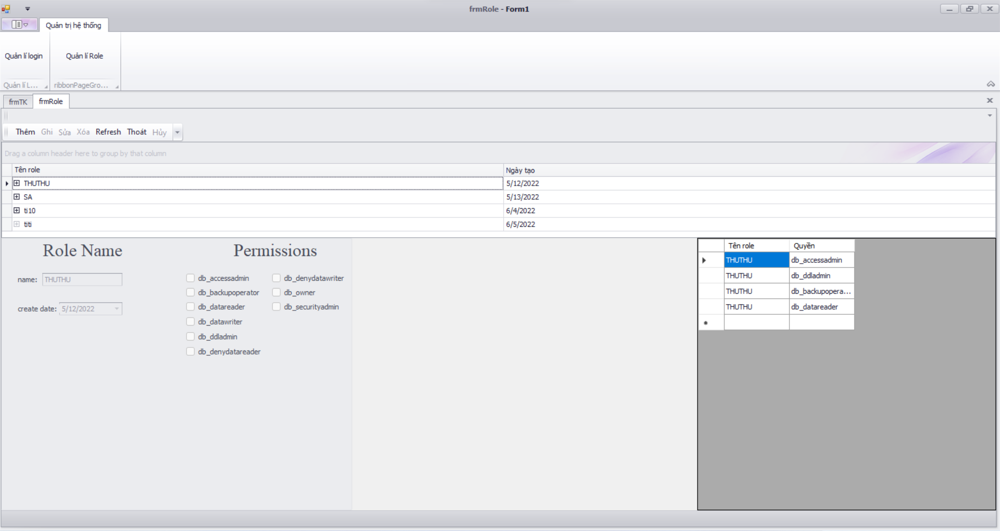 frmRole - Form1
Quản trị hệ thống
Quản lí login
Quản lí Role
Quản lí L...
ribbonPageGro...
frmTK
frmRole
Thêm Ghi Sửa Xóa Refresh Thoát Hủy
Drag a column header here to group by that column
Tên role Ngày tạo
THUTHU 5/12/2022
SA 5/13/2022
ti10 6/4/2022
titi 6/5/2022
Role Name
name: THUTHU
create date: 5/12/2022
Permissions
db_accessadmin db_denydatawriter
db_backupoperator db_owner
db_datareader db_securityadmin
db_datawriter
db_ddladmin
db_denydatareader
Tên role Quyền
THUTHU db_accessadmin
THUTHU db_ddladmin
THUTHU db_backupopera...
THUTHU db_datareader